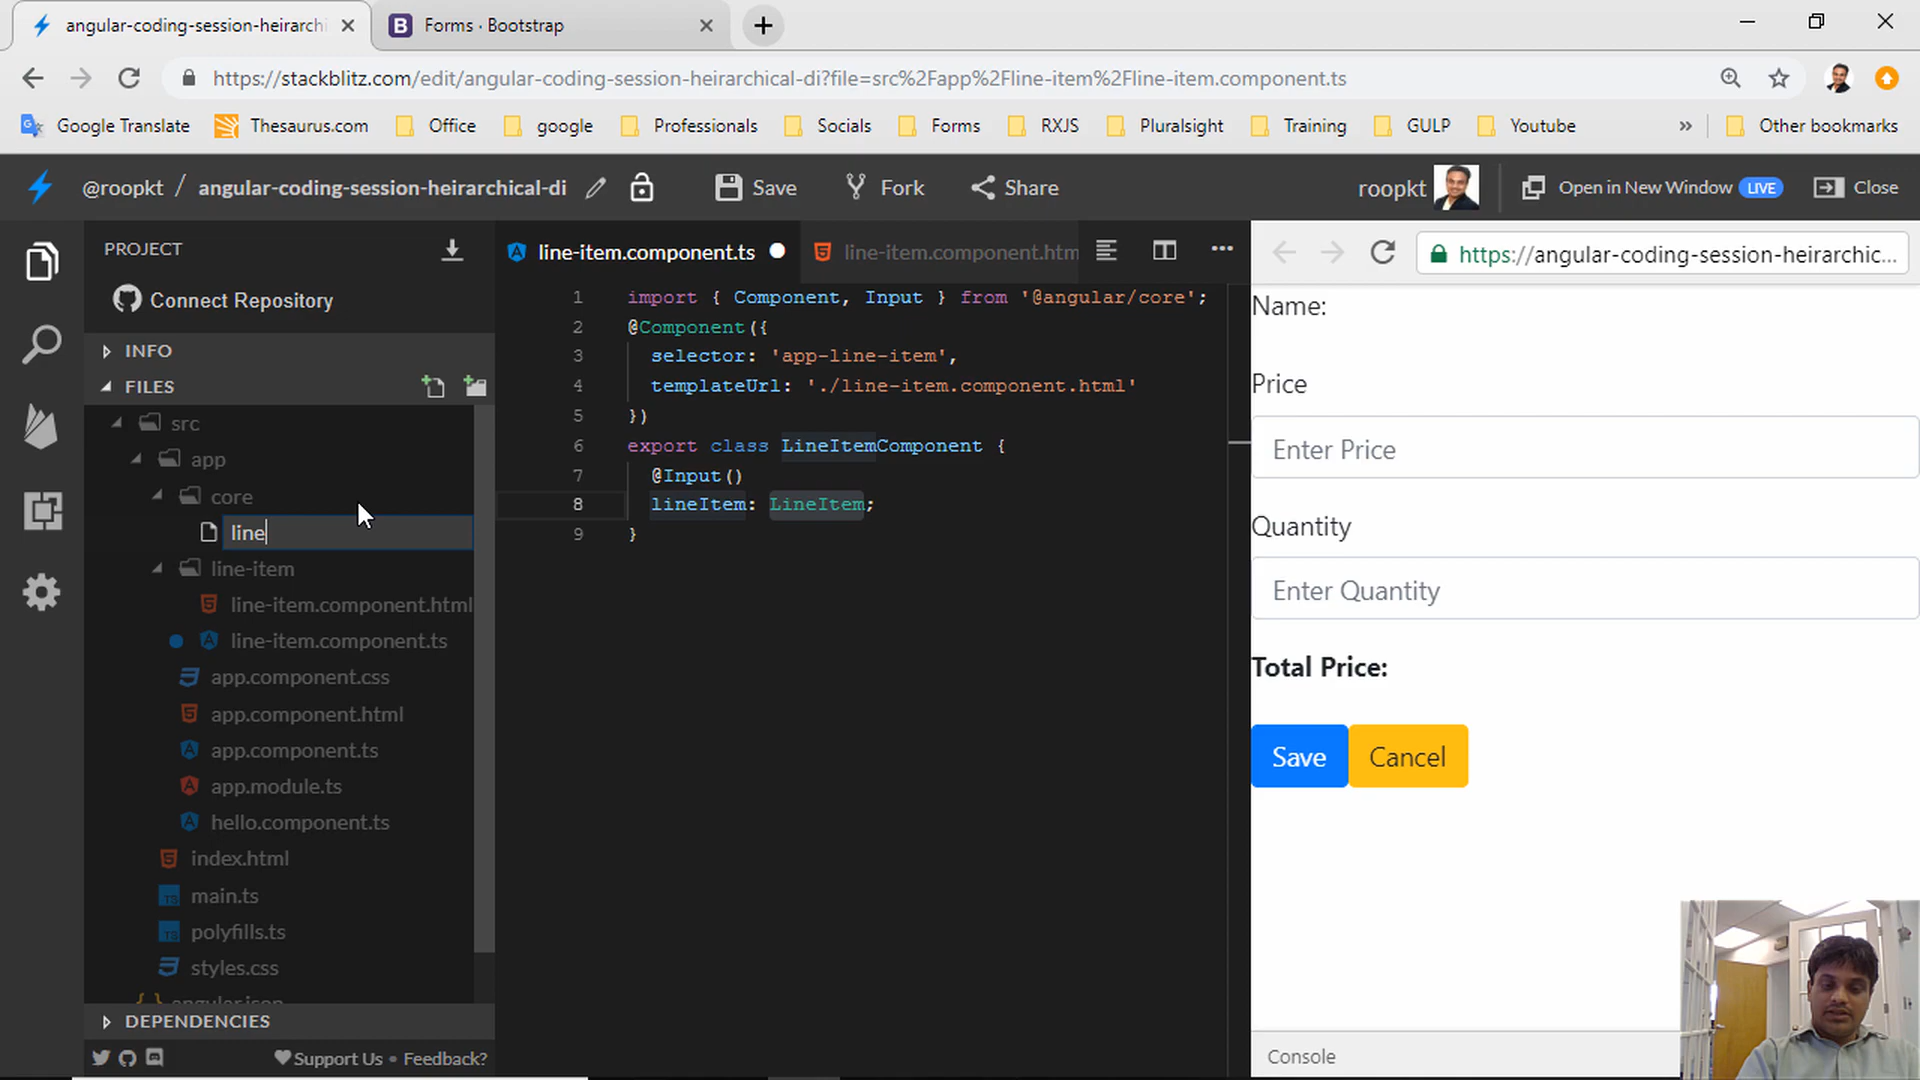 angular-coding-session-heirarchi
Forms · Bootstrap
https://stackblitz.com/edit/angular-coding-session-heirarchical-di?file=src%2Fapp%2Fline-item%2Fline-item.component.ts
Google Translate
Thesaurus.com
Office
google
Professionals
Socials
Forms
RXJS
Pluralsight
Training
GULP
Youtube
»
Other bookmarks
@roopkt / angular-coding-session-heirarchical-di
Save
Fork
Share
roopkt
Open in New Window
LIVE
Close
PROJECT
Connect Repository
INFO
FILES
src
app
core
line
line-item
line-item.component.html
line-item.component.ts
app.component.css
app.component.html
app.component.ts
app.module.ts
hello.component.ts
index.html
main.ts
polyfills.ts
styles.css
angular.json
DEPENDENCIES
Support Us • Feedback?
line-item.component.ts
line-item.component.htm
1 import { Component, Input } from '@angular/core';
2 @Component({
3 selector: 'app-line-item',
4 templateUrl: './line-item.component.html'
5 })
6 export class LineItemComponent {
7 @Input()
8 lineItem: LineItem;
9 }
https://angular-coding-session-heirarchic...
Name:
Price
Enter Price
Quantity
Enter Quantity
Total Price:
Save
Cancel
Console